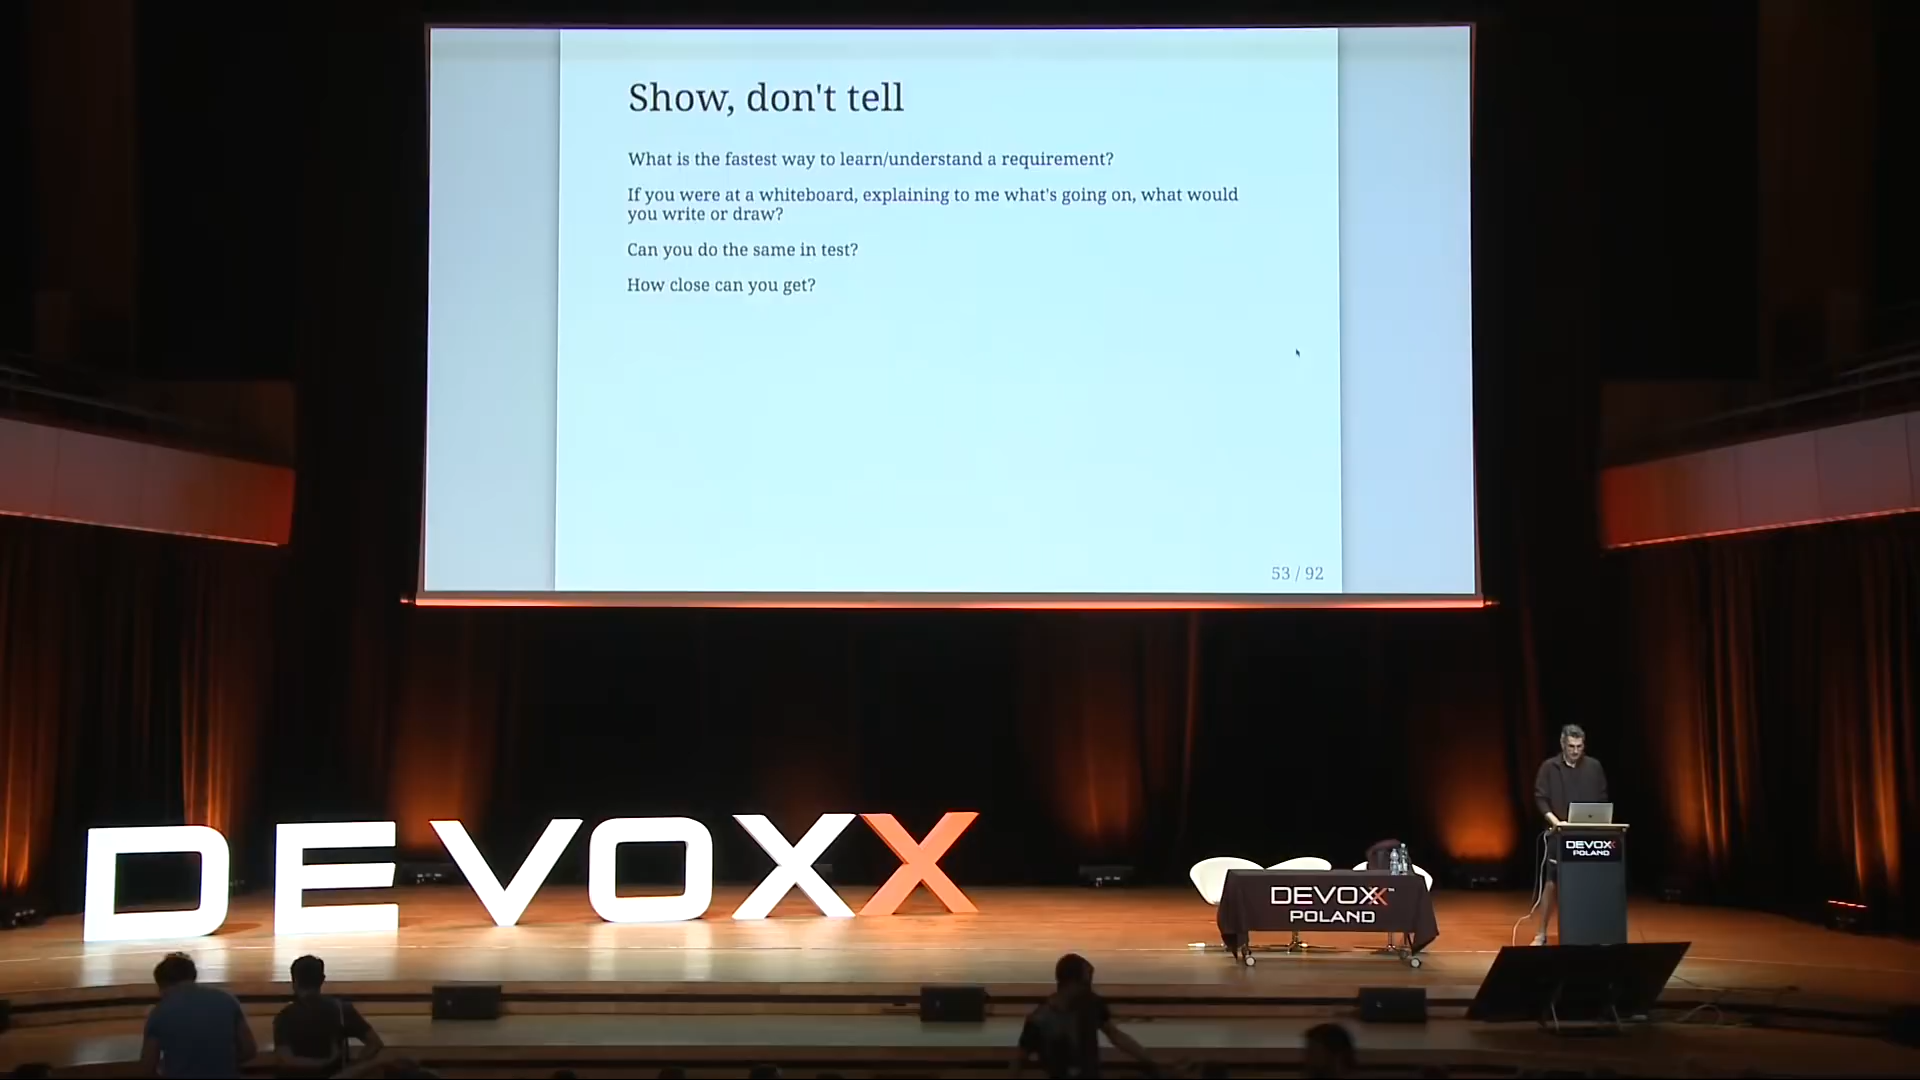 Show, don't tell
What is the fastest way to learn/understand a requirement?
If you were at a whiteboard, explaining to me what's going on, what would
you write or draw?
Can you do the same in test?
How close can you get?
53 / 92
DEVOXX
DEVOXX™
POLAND
DEVOXX
POLAND